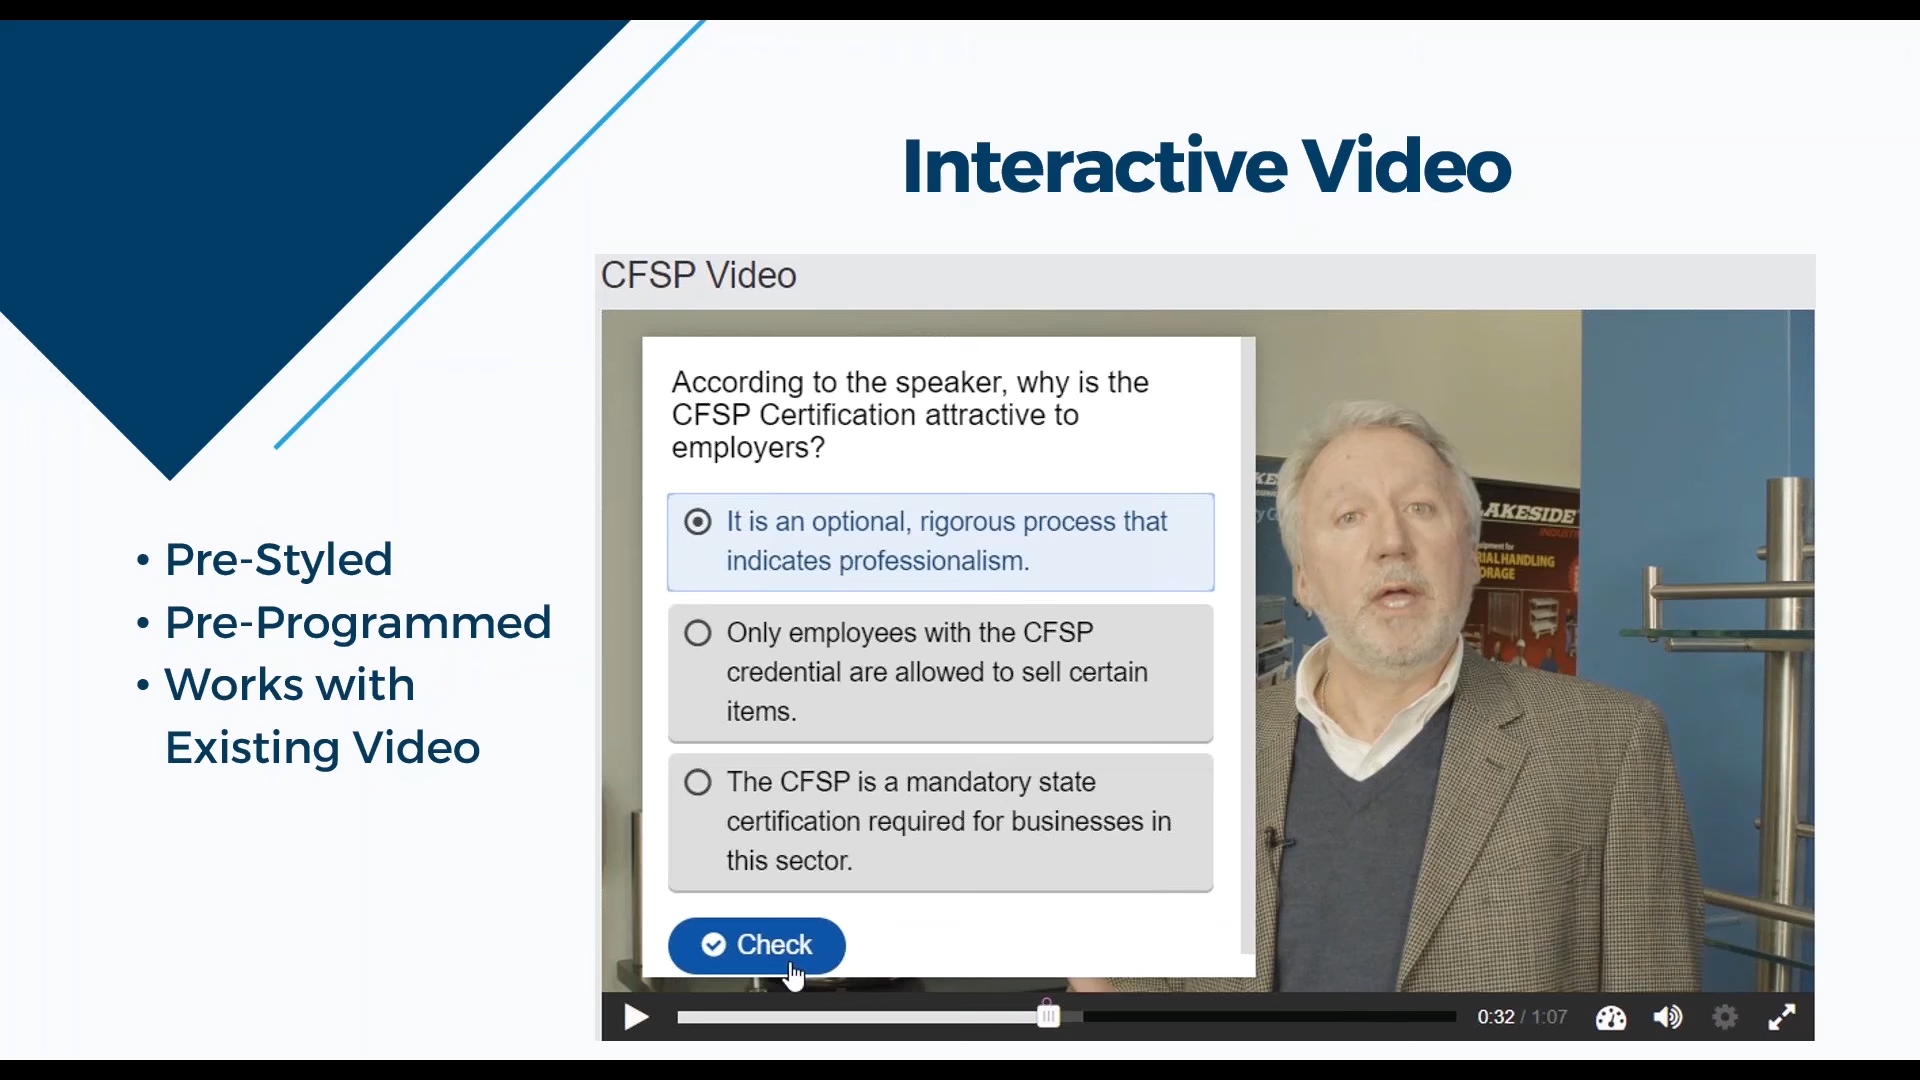 Interactive Video
• Pre-Styled
• Pre-Programmed
• Works with
Existing Video
CFSP Video
According to the speaker, why is the
CFSP Certification attractive to
employers?
It is an optional, rigorous process that
indicates professionalism.
Only employees with the CFSP
credential are allowed to sell certain
items.
The CFSP is a mandatory state
certification required for businesses in
this sector.
Check
AKESIDE
RIAL HANDLING
ORAGE
0:32 / 1:07